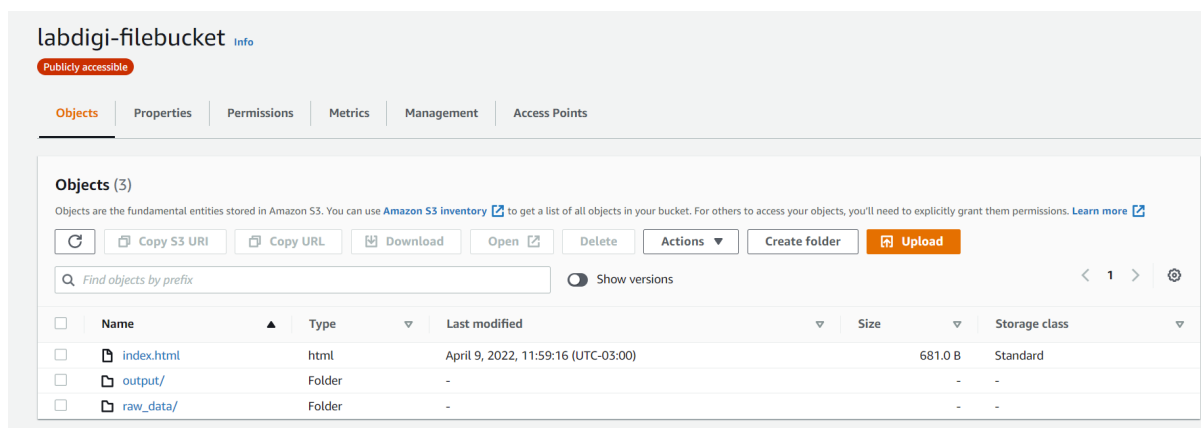 labdigi-filebucket Info
Publicly accessible
Objects Properties Permissions Metrics Management Access Points
Objects (3)
Objects are the fundamental entities stored in Amazon S3. You can use Amazon S3 inventory to get a list of all objects in your bucket. For others to access your objects, you'll need to explicitly grant them permissions. Learn more
Copy S3 URI Copy URL Download Open Delete Actions Create folder Upload
Find objects by prefix Show versions 1
Name Type Last modified Size Storage class
index.html html April 9, 2022, 11:59:16 (UTC-03:00) 681.0 B Standard
output/ Folder - - -
raw_data/ Folder - - -